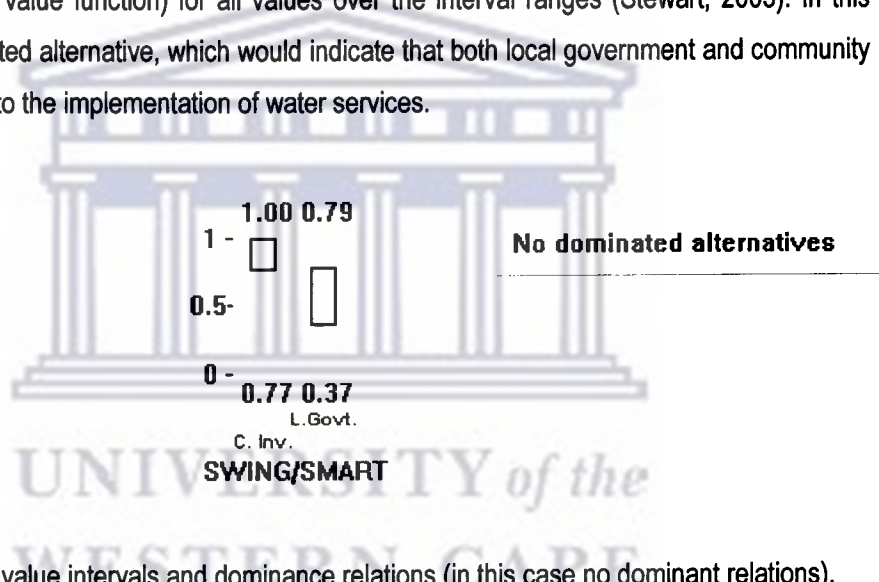 value function) for all values over the interval ranges (Stewart, 2005). In this
ted alternative, which would indicate that both local government and community
to the implementation of water services.
1.00 0.79
1 -
No dominated alternatives
0.5-
0 -
0.77 0.37
L.Govt.
C. Inv.
SWING/SMART
UNIVERSITY of the
WESTERN CAPE
value intervals and dominance relations (in this case no dominant relations).